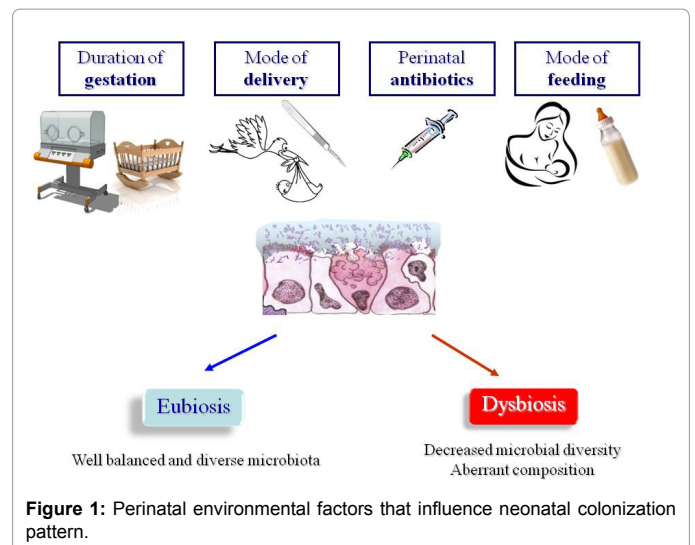 Duration of
gestation
Mode of
delivery
Perinatal
antibiotics
Mode of
feeding
Eubiosis
Dysbiosis
Well balanced and diverse microbiota
Decreased microbial diversity
Aberrant composition
Figure 1: Perinatal environmental factors that influence neonatal colonization
pattern.